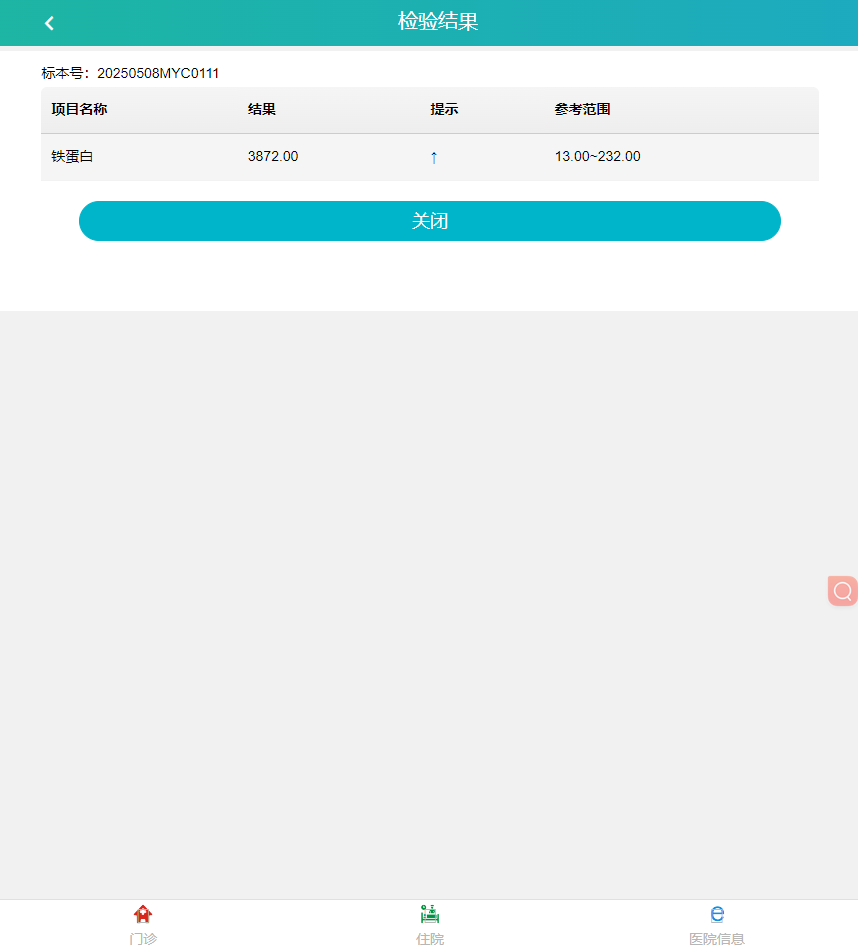 检验结果
标本号：20250508MYC0111
项目名称 结果 提示 参考范围
铁蛋白 3872.00 ↑ 13.00~232.00
关闭
门诊 住院 医院信息